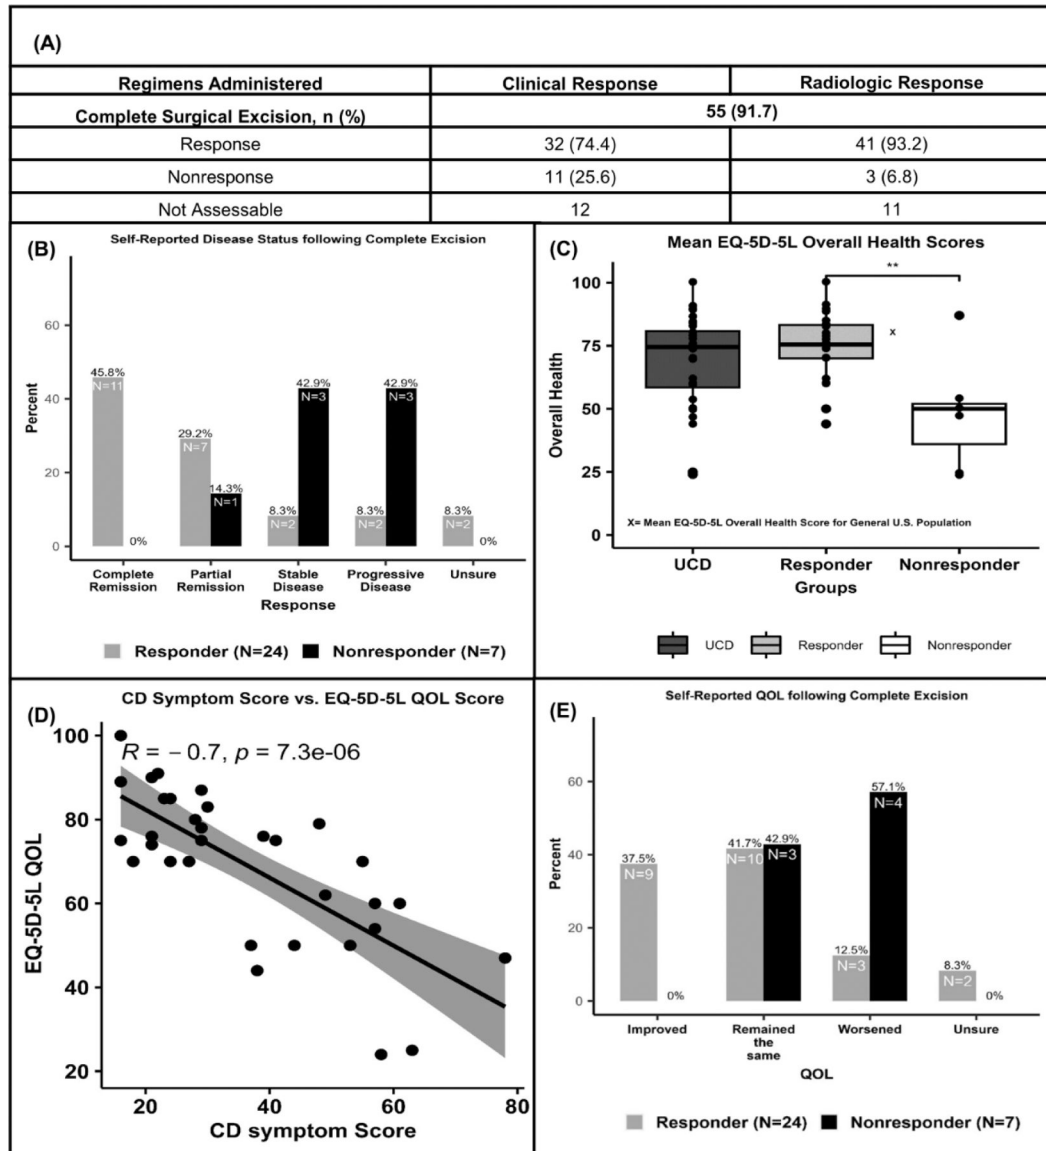 (A)
Regimens Administered Clinical Response Radiologic Response
Complete Surgical Excision, n (%) 55 (91.7)
Response 32 (74.4) 41 (93.2)
Nonresponse 11 (25.6) 3 (6.8)
Not Assessable 12 11
(B)
Self-Reported Disease Status following Complete Excision
Percent
60
40
20
0
45.8%
N=11
0%
29.2%
N=7
14.3%
N=1
8.3%
N=2
42.9%
N=3
8.3%
N=2
42.9%
N=3
8.3%
N=2
0%
Complete Remission
Partial Remission
Stable Disease
Progressive Disease
Unsure
Response
Responder (N=24) Nonresponder (N=7)
(C)
Mean EQ-5D-5L Overall Health Scores
Overall Health
100
75
50
25
0
**
x
X= Mean EQ-5D-5L Overall Health Score for General U.S. Population
UCD Responder Nonresponder
Groups
UCD Responder Nonresponder
(D)
CD Symptom Score vs. EQ-5D-5L QOL Score
R = − 0.7, p = 7.3e-06
EQ-5D-5L QOL
100
80
60
40
20
20 40 60 80
CD symptom Score
(E)
Self-Reported QOL following Complete Excision
Percent
60
40
20
0
37.5%
N=9
0%
41.7%
N=10
42.9%
N=3
12.5%
N=3
57.1%
N=4
8.3%
N=2
0%
Improved
Remained the same
Worsened
Unsure
QOL
Responder (N=24) Nonresponder (N=7)